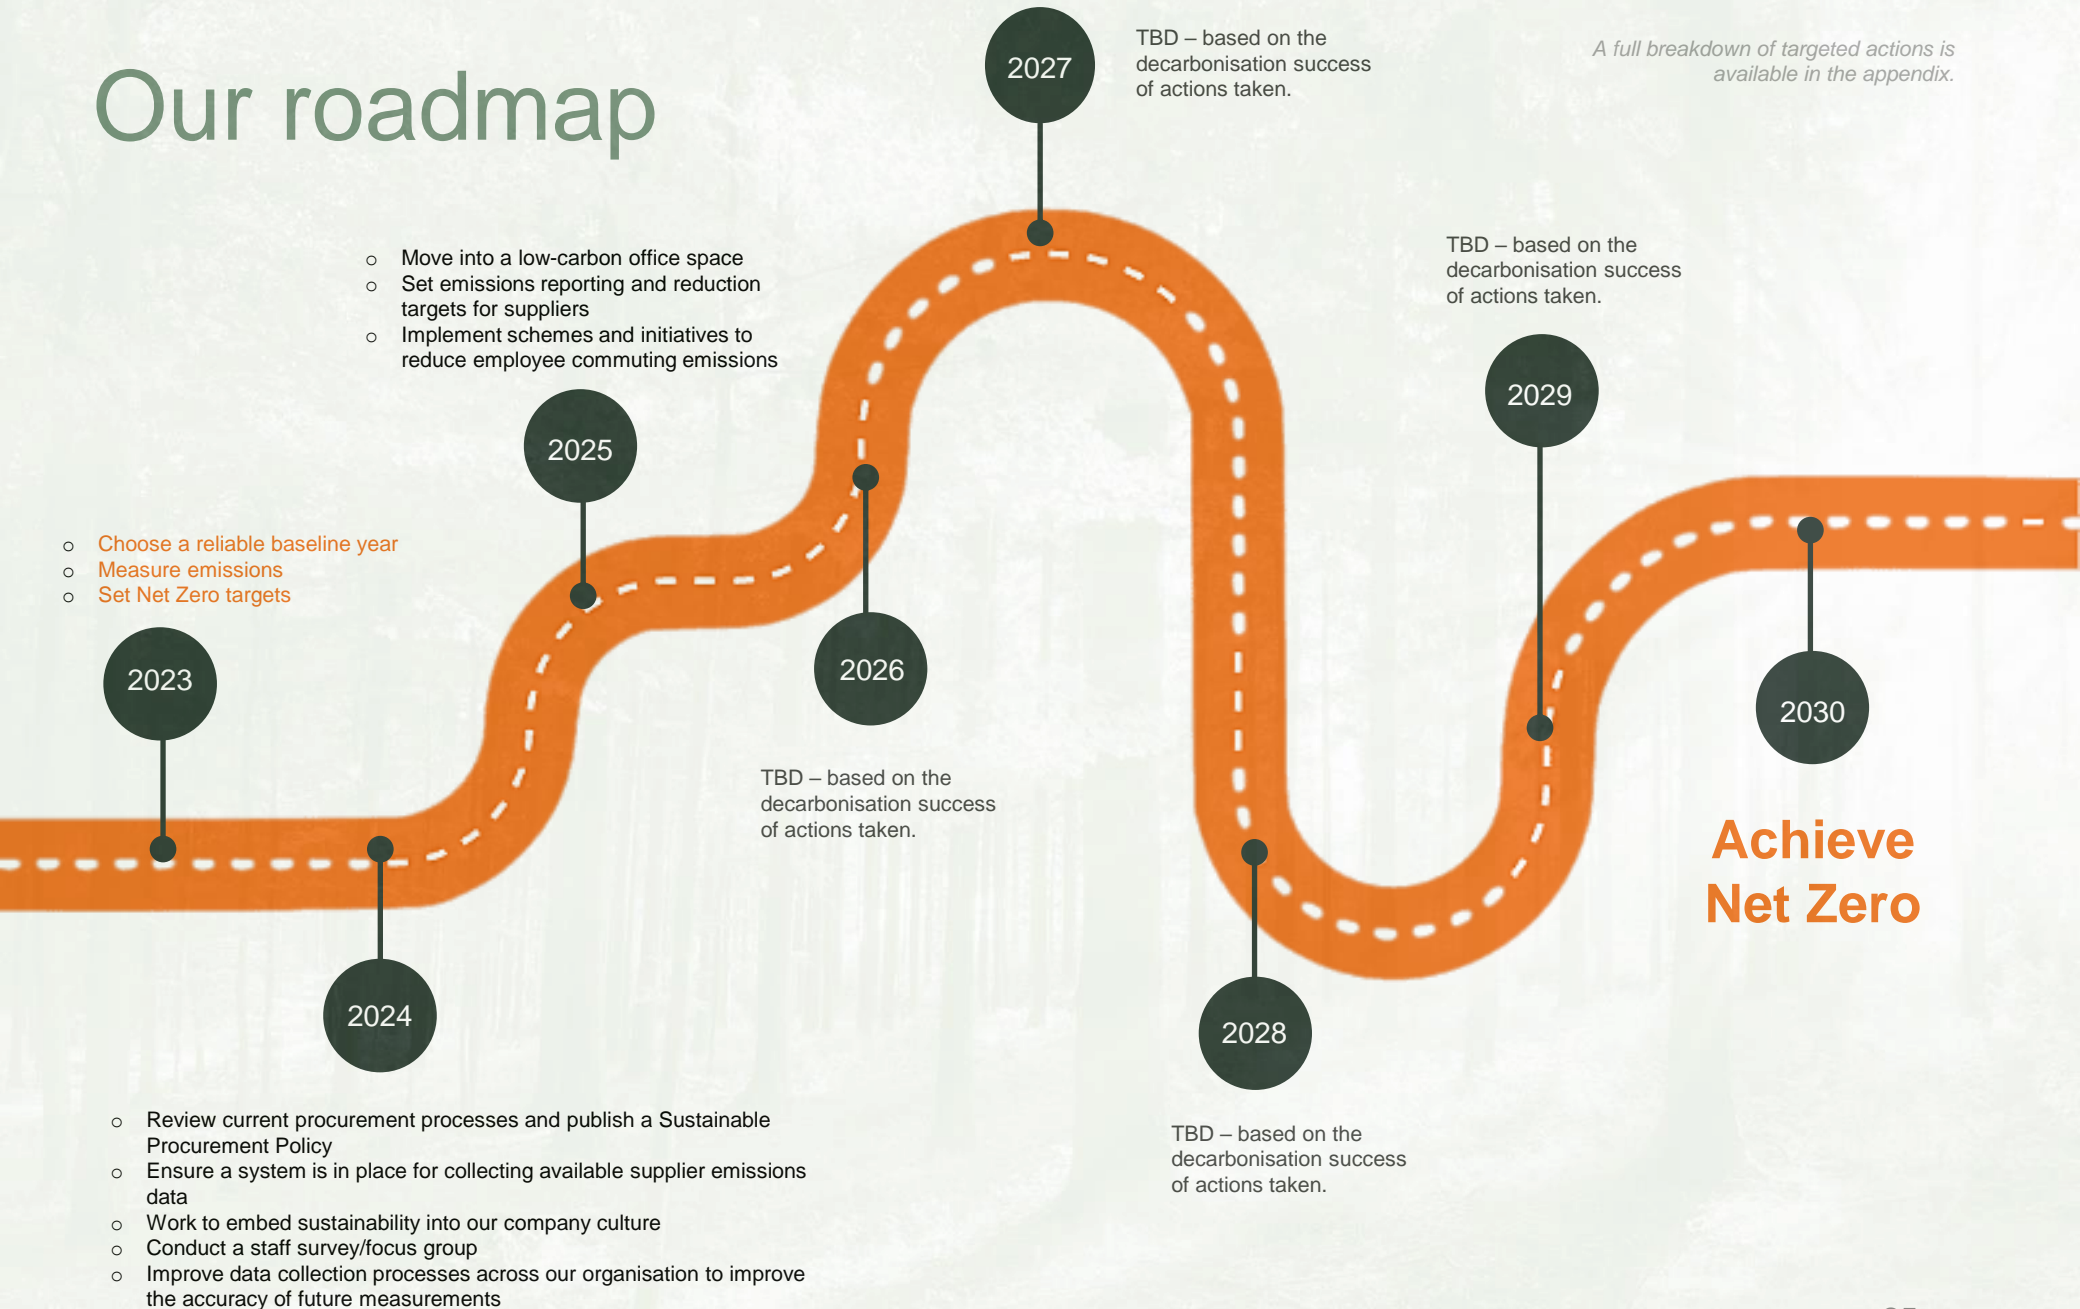 Our roadmap
A full breakdown of targeted actions is
available in the appendix.
○ Choose a reliable baseline year
○ Measure emissions
○ Set Net Zero targets
2023
2024
○ Review current procurement processes and publish a Sustainable
Procurement Policy
○ Ensure a system is in place for collecting available supplier emissions
data
○ Work to embed sustainability into our company culture
○ Conduct a staff survey/focus group
○ Improve data collection processes across our organisation to improve
the accuracy of future measurements
○ Move into a low-carbon office space
○ Set emissions reporting and reduction
targets for suppliers
○ Implement schemes and initiatives to
reduce employee commuting emissions
2025
2026
TBD – based on the
decarbonisation success
of actions taken.
2027
TBD – based on the
decarbonisation success
of actions taken.
2028
TBD – based on the
decarbonisation success
of actions taken.
TBD – based on the
decarbonisation success
of actions taken.
2029
2030
Achieve
Net Zero